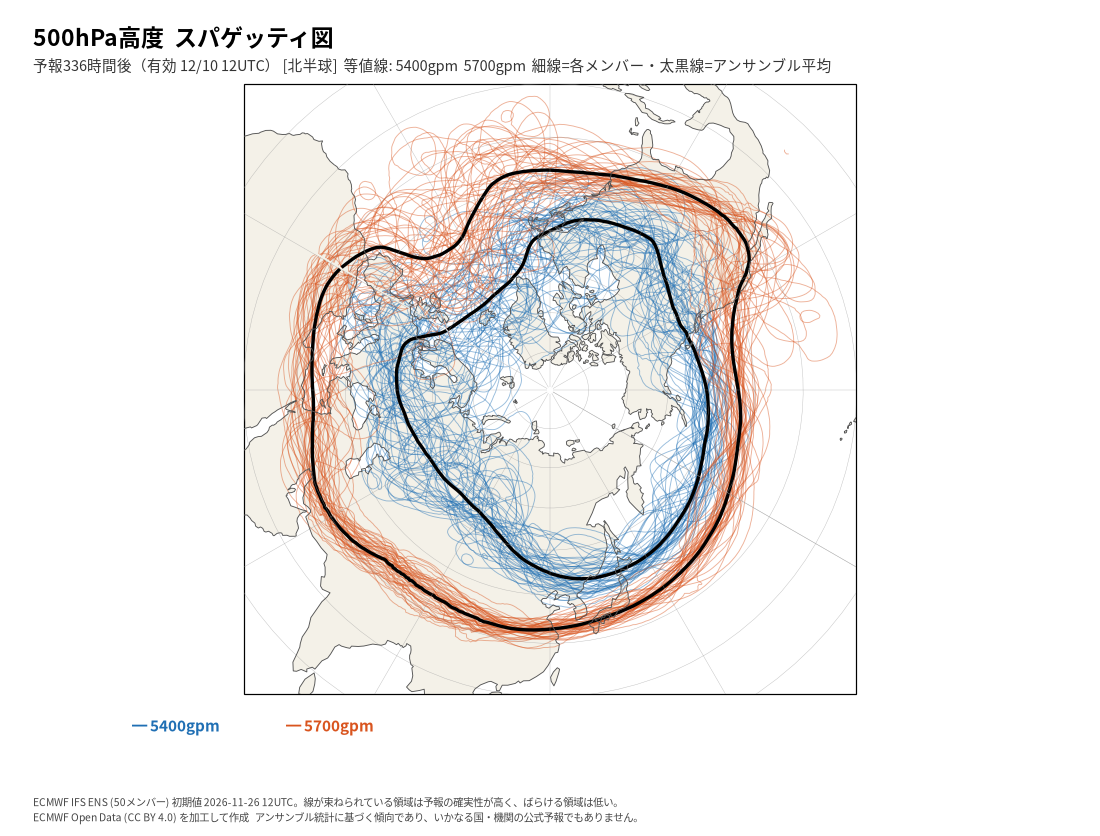 500hPa高度 スパゲッティ図
予報336時間後（有効 12/10 12UTC） [北半球] 等値線: 5400gpm 5700gpm 細線=各メンバー・太黒線=アンサンブル平均
5400gpm 5700gpm
ECMWF IFS ENS (50メンバー) 初期値 2026-11-26 12UTC。線が束ねられている領域は予報の確実性が高く、ばらける領域は低い。
ECMWF Open Data (CC BY 4.0) を加工して作成 アンサンブル統計に基づく傾向であり、いかなる国・機関の公式予報でもありません。